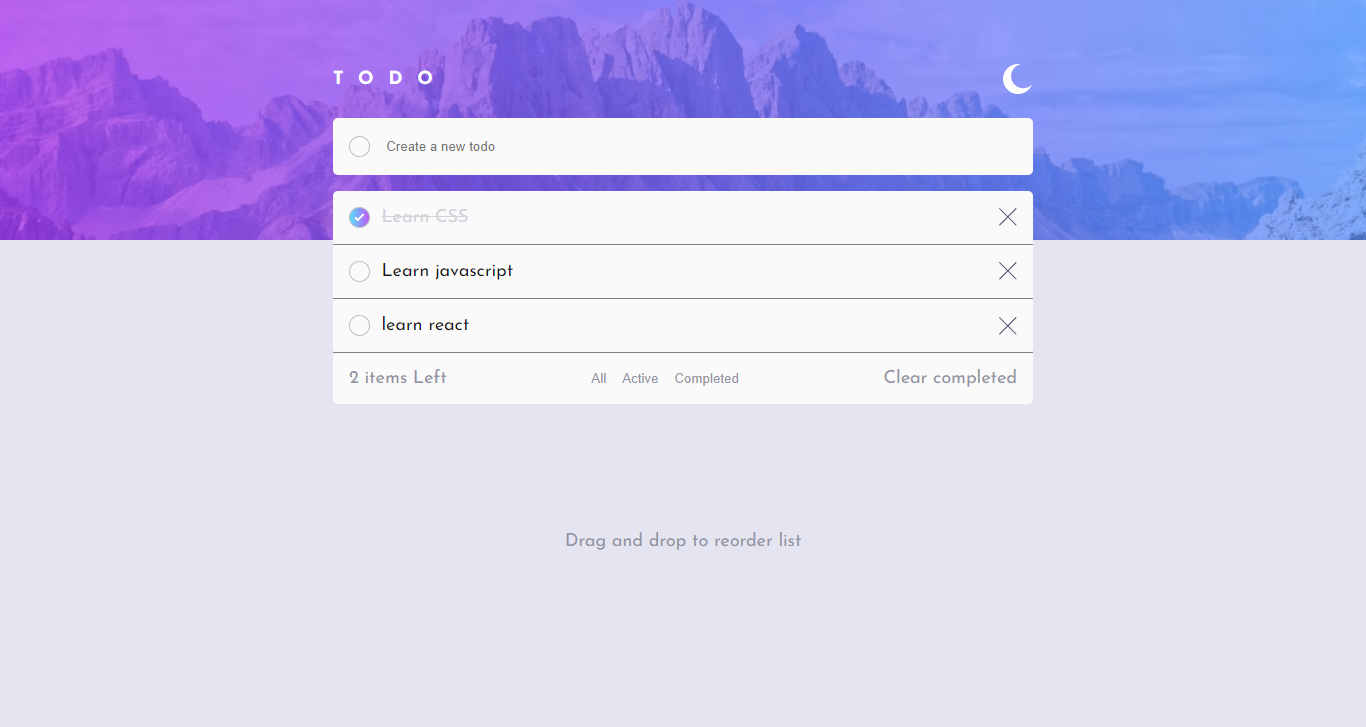 TODO
Create a new todo
Learn CSS
Learn javascript
learn react
2 items Left All Active Completed Clear completed
Drag and drop to reorder list